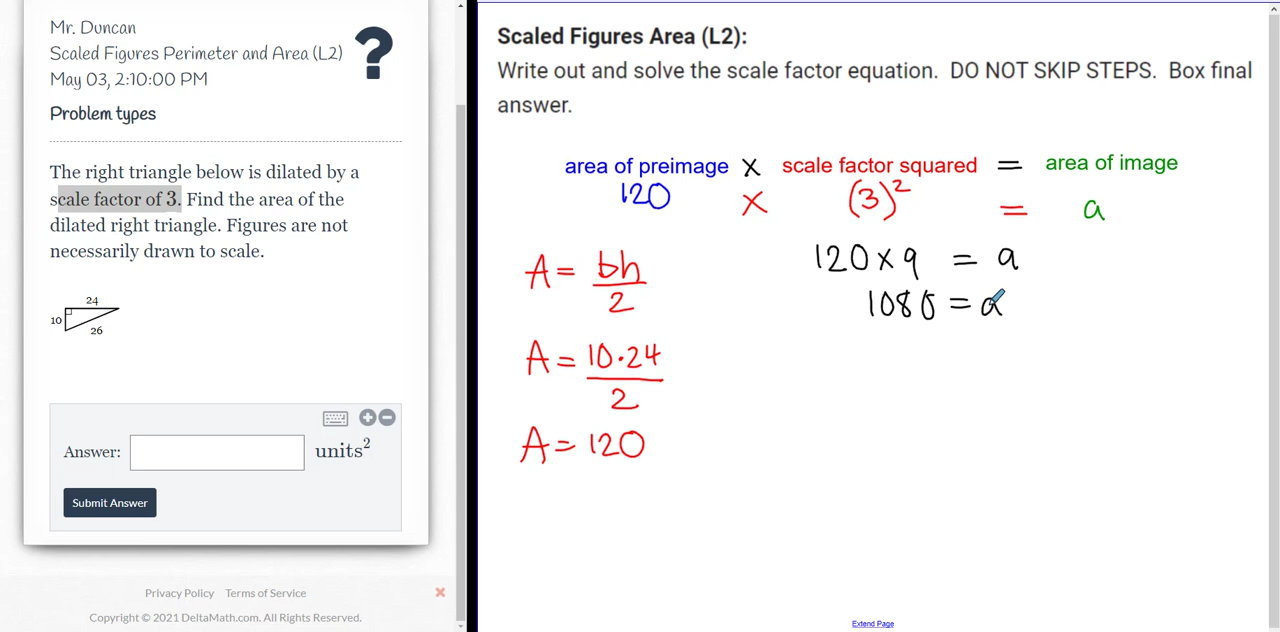 Mr. Duncan
Scaled Figures Perimeter and Area (L2)
May 03, 2:10:00 PM
?
Problem types
The right triangle below is dilated by a
scale factor of 3. Find the area of the
dilated right triangle. Figures are not
necessarily drawn to scale.
24
10
26
Answer: units²
Submit Answer
Privacy Policy Terms of Service
Copyright © 2021 DeltaMath.com. All Rights Reserved.
Scaled Figures Area (L2):
Write out and solve the scale factor equation. DO NOT SKIP STEPS. Box final
answer.
area of preimage × scale factor squared = area of image
120 × (3)² = a
120 × 9 = a
1080 = a
A = bh/2
A = 10·24/2
A = 120
Extend Page